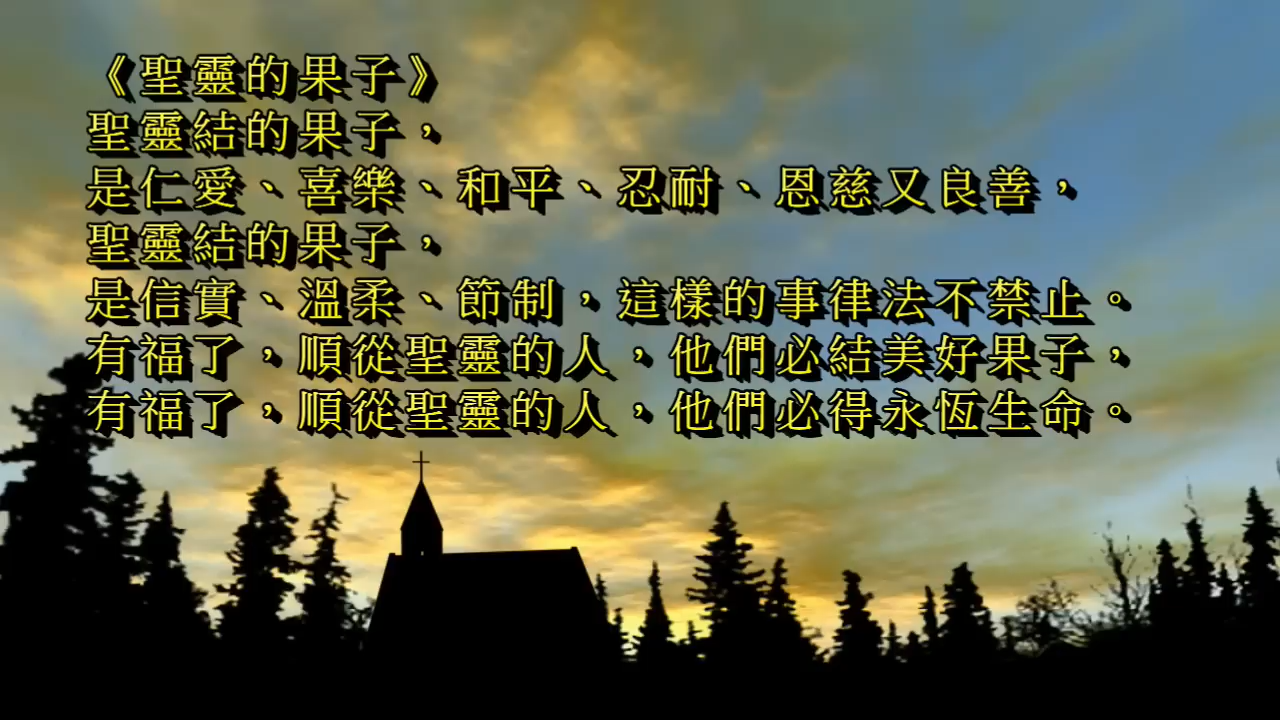 《聖靈的果子》
聖靈結的果子，
是仁愛、喜樂、和平、忍耐、恩慈又良善，
聖靈結的果子，
是信實、溫柔、節制，這樣的事律法不禁止。
有福了，順從聖靈的人，他們必結美好果子，
有福了，順從聖靈的人，他們必得永恆生命。